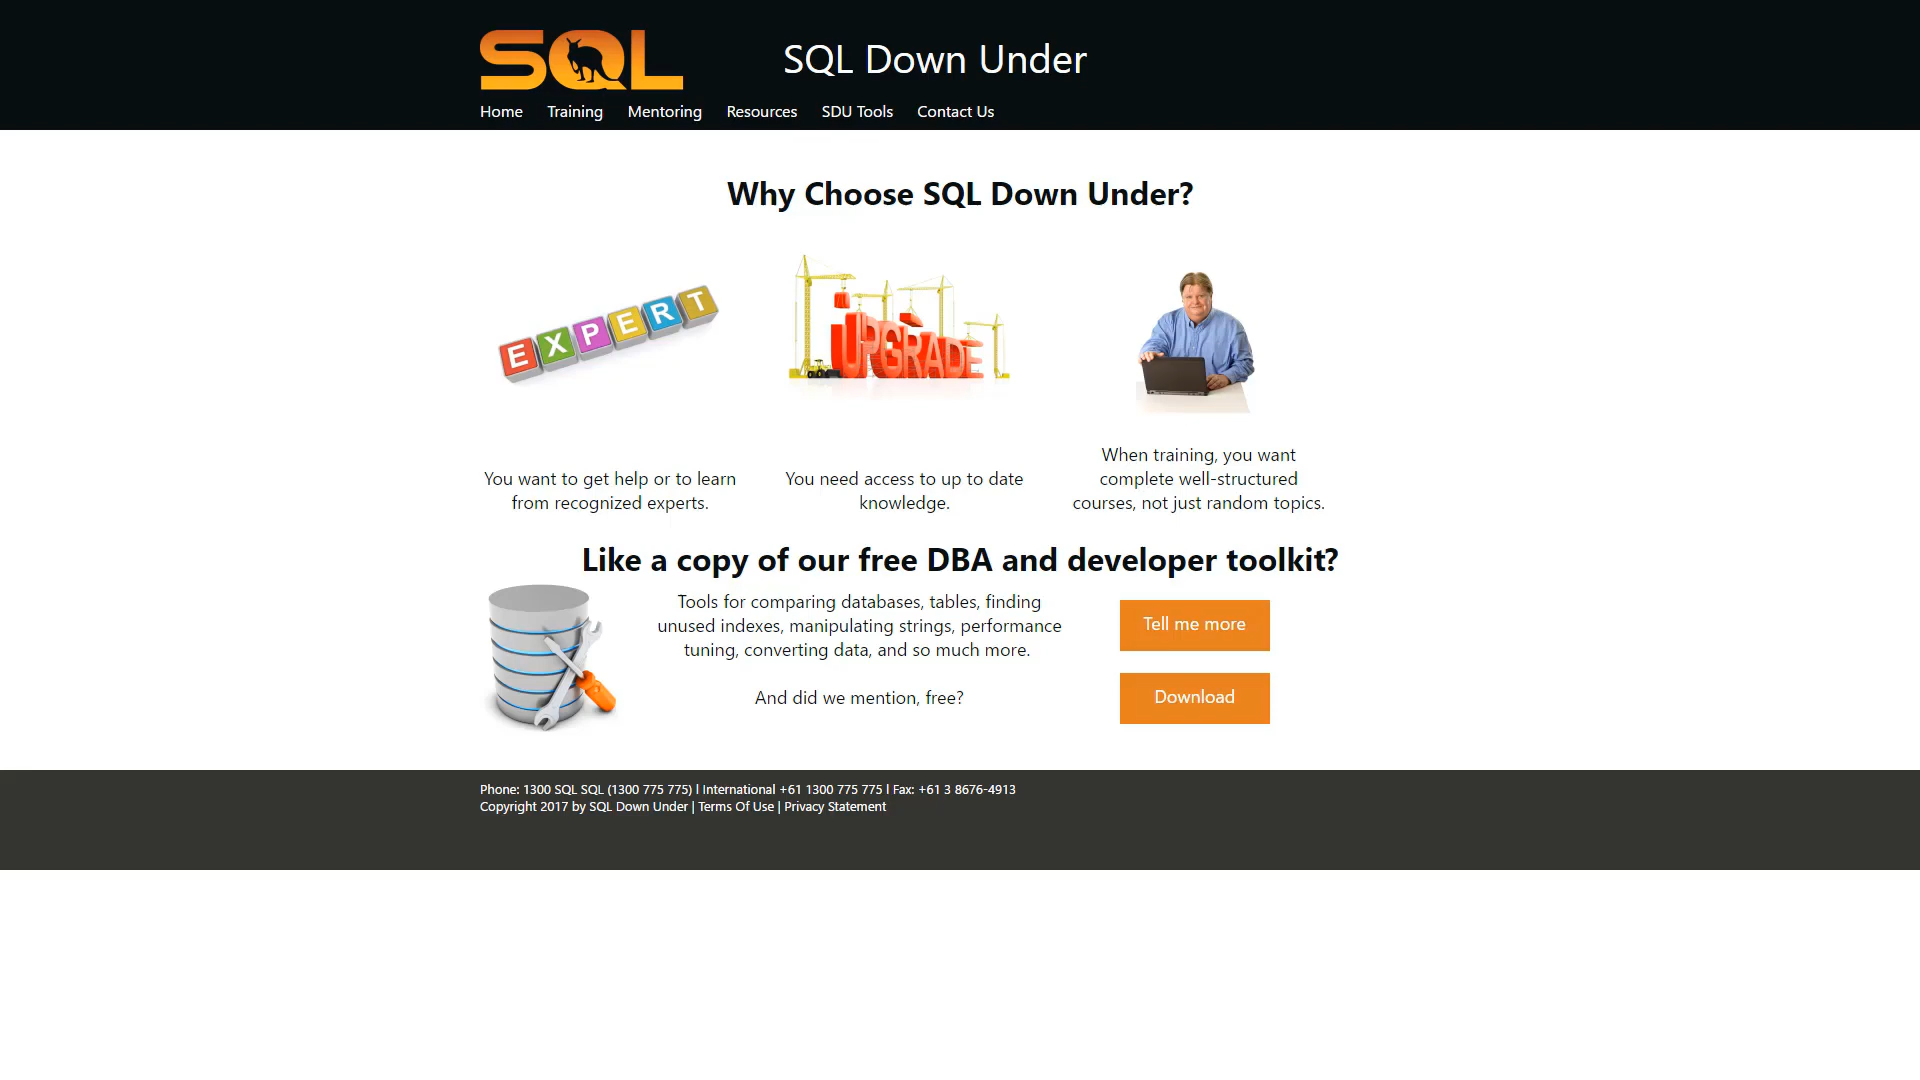 SQL
SQL Down Under
Home Training Mentoring Resources SDU Tools Contact Us
Why Choose SQL Down Under?
EXPERT
UPGRADE
You want to get help or to learn
from recognized experts.
You need access to up to date
knowledge.
When training, you want
complete well-structured
courses, not just random topics.
Like a copy of our free DBA and developer toolkit?
Tools for comparing databases, tables, finding
unused indexes, manipulating strings, performance
tuning, converting data, and so much more.
And did we mention, free?
Tell me more
Download
Phone: 1300 SQL SQL (1300 775 775) l International +61 1300 775 775 l Fax: +61 3 8676-4913
Copyright 2017 by SQL Down Under | Terms Of Use | Privacy Statement